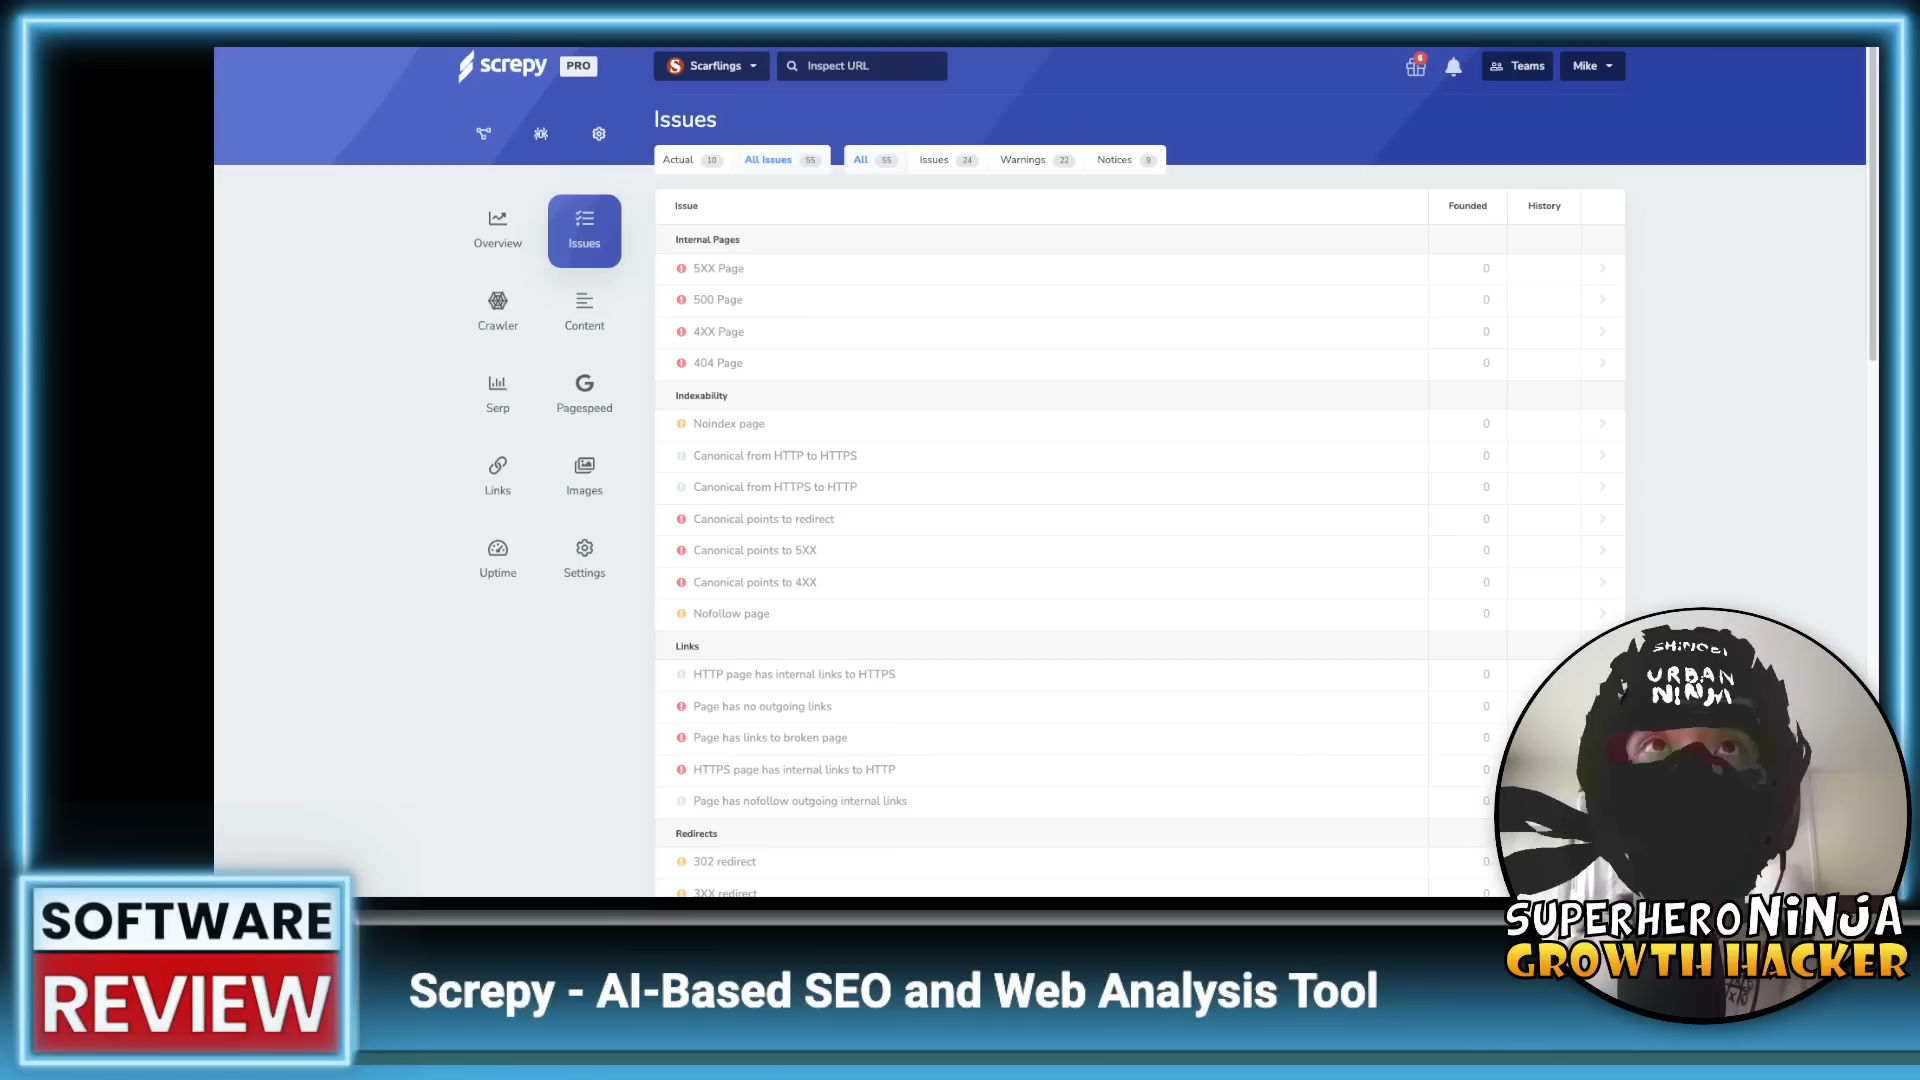 screpy PRO
Scarflings
Inspect URL
6
Teams
Mike
Issues
Actual 10
All Issues 55
All 55
Issues 24
Warnings 22
Notices 9
Overview
Issues
Crawler
Content
Serp
Pagespeed
Links
Images
Uptime
Settings
Issue Founded History
Internal Pages
5XX Page 0
500 Page 0
4XX Page 0
404 Page 0
Indexability
Noindex page 0
Canonical from HTTP to HTTPS 0
Canonical from HTTPS to HTTP 0
Canonical points to redirect 0
Canonical points to 5XX 0
Canonical points to 4XX 0
Nofollow page 0
Links
HTTP page has internal links to HTTPS 0
Page has no outgoing links 0
Page has links to broken page 0
HTTPS page has internal links to HTTP 0
Page has nofollow outgoing internal links 0
Redirects
302 redirect 0
3XX redirect 0
SHINOBI
URBAN
NINJA
SUPERHERO NiNJA
GROWTH HACKER
SOFTWARE
REVIEW
Screpy - AI-Based SEO and Web Analysis Tool